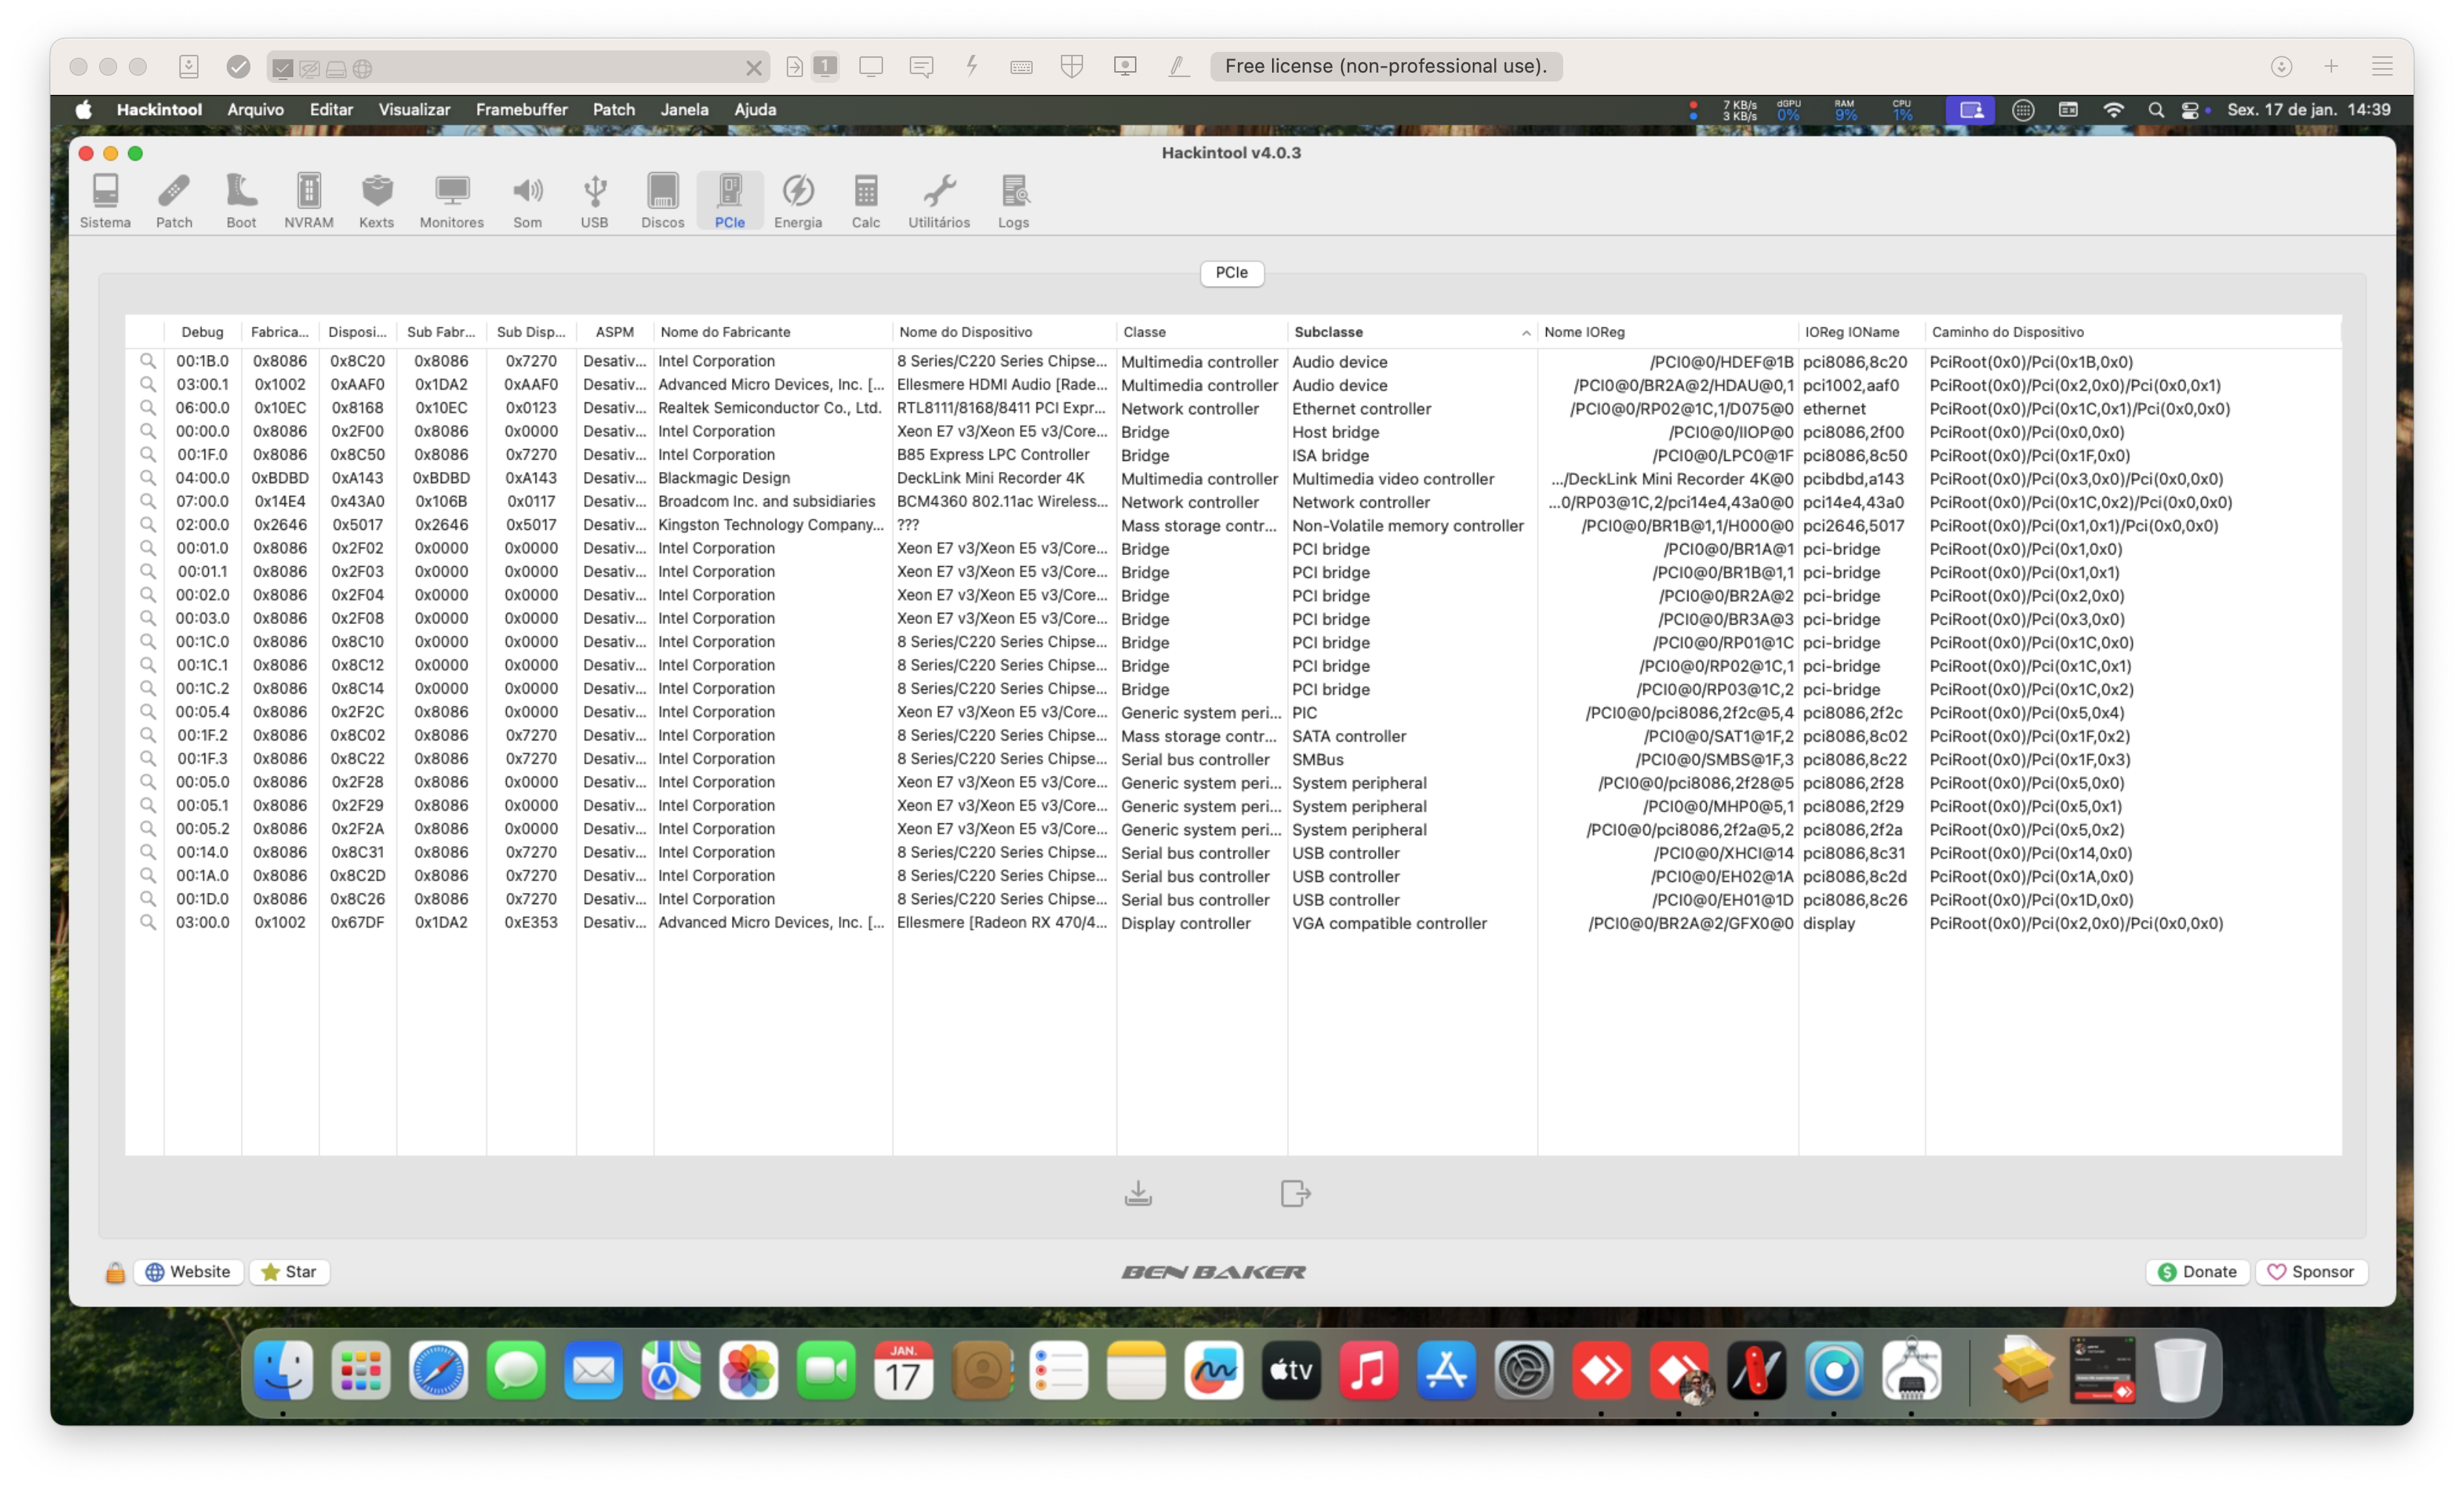 1
Free license (non-professional use).
Hackintool Arquivo Editar Visualizar Framebuffer Patch Janela Ajuda 7 KB/s 3 KB/s dGPU 0% RAM 9% CPU 1% Sex. 17 de jan. 14:39
Hackintool v4.0.3
Sistema Patch Boot NVRAM Kexts Monitores Som USB Discos PCIe Energia Calc Utilitários Logs
PCIe
Debug Fabrica... Disposi... Sub Fabr... Sub Disp... ASPM Nome do Fabricante Nome do Dispositivo Classe Subclasse Nome IOReg IOReg IOName Caminho do Dispositivo
00:1B.0 0x8086 0x8C20 0x8086 0x7270 Desativ... Intel Corporation 8 Series/C220 Series Chipse... Multimedia controller Audio device /PCI0@0/HDEF@1B pci8086,8c20 PciRoot(0x0)/Pci(0x1B,0x0)
03:00.1 0x1002 0xAAF0 0x1DA2 0xAAF0 Desativ... Advanced Micro Devices, Inc. [... Ellesmere HDMI Audio [Rade... Multimedia controller Audio device /PCI0@0/BR2A@2/HDAU@0,1 pci1002,aaf0 PciRoot(0x0)/Pci(0x2,0x0)/Pci(0x0,0x1)
06:00.0 0x10EC 0x8168 0x10EC 0x0123 Desativ... Realtek Semiconductor Co., Ltd. RTL8111/8168/8411 PCI Expr... Network controller Ethernet controller /PCI0@0/RP02@1C,1/D075@0 ethernet PciRoot(0x0)/Pci(0x1C,0x1)/Pci(0x0,0x0)
00:00.0 0x8086 0x2F00 0x8086 0x0000 Desativ... Intel Corporation Xeon E7 v3/Xeon E5 v3/Core... Bridge Host bridge /PCI0@0/IIOP@0 pci8086,2f00 PciRoot(0x0)/Pci(0x0,0x0)
00:1F.0 0x8086 0x8C50 0x8086 0x7270 Desativ... Intel Corporation B85 Express LPC Controller Bridge ISA bridge /PCI0@0/LPC0@1F pci8086,8c50 PciRoot(0x0)/Pci(0x1F,0x0)
04:00.0 0xBDBD 0xA143 0xBDBD 0xA143 Desativ... Blackmagic Design DeckLink Mini Recorder 4K Multimedia controller Multimedia video controller .../DeckLink Mini Recorder 4K@0 pcibdbd,a143 PciRoot(0x0)/Pci(0x3,0x0)/Pci(0x0,0x0)
07:00.0 0x14E4 0x43A0 0x106B 0x0117 Desativ... Broadcom Inc. and subsidiaries BCM4360 802.11ac Wireless... Network controller Network controller ...0/RP03@1C,2/pci14e4,43a0@0 pci14e4,43a0 PciRoot(0x0)/Pci(0x1C,0x2)/Pci(0x0,0x0)
02:00.0 0x2646 0x5017 0x2646 0x5017 Desativ... Kingston Technology Company... ??? Mass storage contr... Non-Volatile memory controller /PCI0@0/BR1B@1,1/H000@0 pci2646,5017 PciRoot(0x0)/Pci(0x1,0x1)/Pci(0x0,0x0)
00:01.0 0x8086 0x2F02 0x0000 0x0000 Desativ... Intel Corporation Xeon E7 v3/Xeon E5 v3/Core... Bridge PCI bridge /PCI0@0/BR1A@1 pci-bridge PciRoot(0x0)/Pci(0x1,0x0)
00:01.1 0x8086 0x2F03 0x0000 0x0000 Desativ... Intel Corporation Xeon E7 v3/Xeon E5 v3/Core... Bridge PCI bridge /PCI0@0/BR1B@1,1 pci-bridge PciRoot(0x0)/Pci(0x1,0x1)
00:02.0 0x8086 0x2F04 0x0000 0x0000 Desativ... Intel Corporation Xeon E7 v3/Xeon E5 v3/Core... Bridge PCI bridge /PCI0@0/BR2A@2 pci-bridge PciRoot(0x0)/Pci(0x2,0x0)
00:03.0 0x8086 0x2F08 0x0000 0x0000 Desativ... Intel Corporation Xeon E7 v3/Xeon E5 v3/Core... Bridge PCI bridge /PCI0@0/BR3A@3 pci-bridge PciRoot(0x0)/Pci(0x3,0x0)
00:1C.0 0x8086 0x8C10 0x0000 0x0000 Desativ... Intel Corporation 8 Series/C220 Series Chipse... Bridge PCI bridge /PCI0@0/RP01@1C pci-bridge PciRoot(0x0)/Pci(0x1C,0x0)
00:1C.1 0x8086 0x8C12 0x0000 0x0000 Desativ... Intel Corporation 8 Series/C220 Series Chipse... Bridge PCI bridge /PCI0@0/RP02@1C,1 pci-bridge PciRoot(0x0)/Pci(0x1C,0x1)
00:1C.2 0x8086 0x8C14 0x0000 0x0000 Desativ... Intel Corporation 8 Series/C220 Series Chipse... Bridge PCI bridge /PCI0@0/RP03@1C,2 pci-bridge PciRoot(0x0)/Pci(0x1C,0x2)
00:05.4 0x8086 0x2F2C 0x8086 0x0000 Desativ... Intel Corporation Xeon E7 v3/Xeon E5 v3/Core... Generic system peri... PIC /PCI0@0/pci8086,2f2c@5,4 pci8086,2f2c PciRoot(0x0)/Pci(0x5,0x4)
00:1F.2 0x8086 0x8C02 0x8086 0x7270 Desativ... Intel Corporation 8 Series/C220 Series Chipse... Mass storage contr... SATA controller /PCI0@0/SAT1@1F,2 pci8086,8c02 PciRoot(0x0)/Pci(0x1F,0x2)
00:1F.3 0x8086 0x8C22 0x8086 0x7270 Desativ... Intel Corporation 8 Series/C220 Series Chipse... Serial bus controller SMBus /PCI0@0/SMBS@1F,3 pci8086,8c22 PciRoot(0x0)/Pci(0x1F,0x3)
00:05.0 0x8086 0x2F28 0x8086 0x0000 Desativ... Intel Corporation Xeon E7 v3/Xeon E5 v3/Core... Generic system peri... System peripheral /PCI0@0/pci8086,2f28@5 pci8086,2f28 PciRoot(0x0)/Pci(0x5,0x0)
00:05.1 0x8086 0x2F29 0x8086 0x0000 Desativ... Intel Corporation Xeon E7 v3/Xeon E5 v3/Core... Generic system peri... System peripheral /PCI0@0/MHP0@5,1 pci8086,2f29 PciRoot(0x0)/Pci(0x5,0x1)
00:05.2 0x8086 0x2F2A 0x8086 0x0000 Desativ... Intel Corporation Xeon E7 v3/Xeon E5 v3/Core... Generic system peri... System peripheral /PCI0@0/pci8086,2f2a@5,2 pci8086,2f2a PciRoot(0x0)/Pci(0x5,0x2)
00:14.0 0x8086 0x8C31 0x8086 0x7270 Desativ... Intel Corporation 8 Series/C220 Series Chipse... Serial bus controller USB controller /PCI0@0/XHCI@14 pci8086,8c31 PciRoot(0x0)/Pci(0x14,0x0)
00:1A.0 0x8086 0x8C2D 0x8086 0x7270 Desativ... Intel Corporation 8 Series/C220 Series Chipse... Serial bus controller USB controller /PCI0@0/EH02@1A pci8086,8c2d PciRoot(0x0)/Pci(0x1A,0x0)
00:1D.0 0x8086 0x8C26 0x8086 0x7270 Desativ... Intel Corporation 8 Series/C220 Series Chipse... Serial bus controller USB controller /PCI0@0/EH01@1D pci8086,8c26 PciRoot(0x0)/Pci(0x1D,0x0)
03:00.0 0x1002 0x67DF 0x1DA2 0xE353 Desativ... Advanced Micro Devices, Inc. [... Ellesmere [Radeon RX 470/4... Display controller VGA compatible controller /PCI0@0/BR2A@2/GFX0@0 display PciRoot(0x0)/Pci(0x2,0x0)/Pci(0x0,0x0)
Website Star BEN BAKER Donate Sponsor
JAN.
17
tv